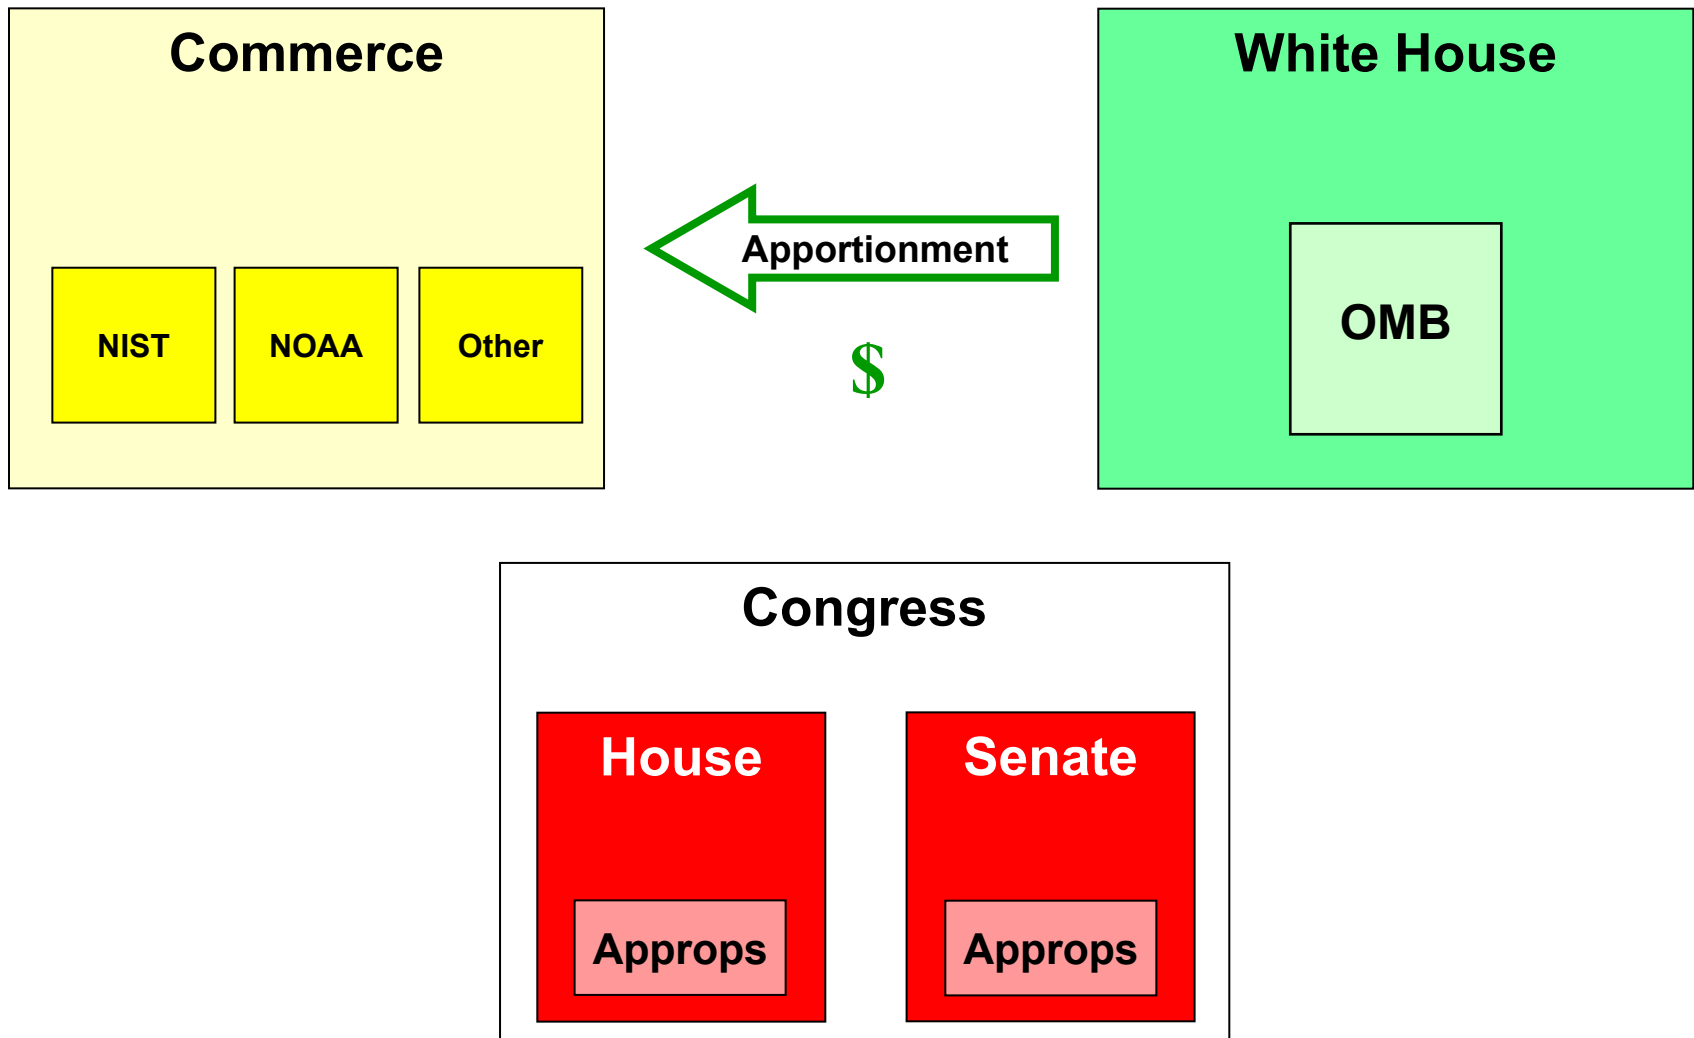 Commerce
White House
Apportionment
NIST
NOAA
Other
$
OMB
Congress
House
Senate
Approps
Approps